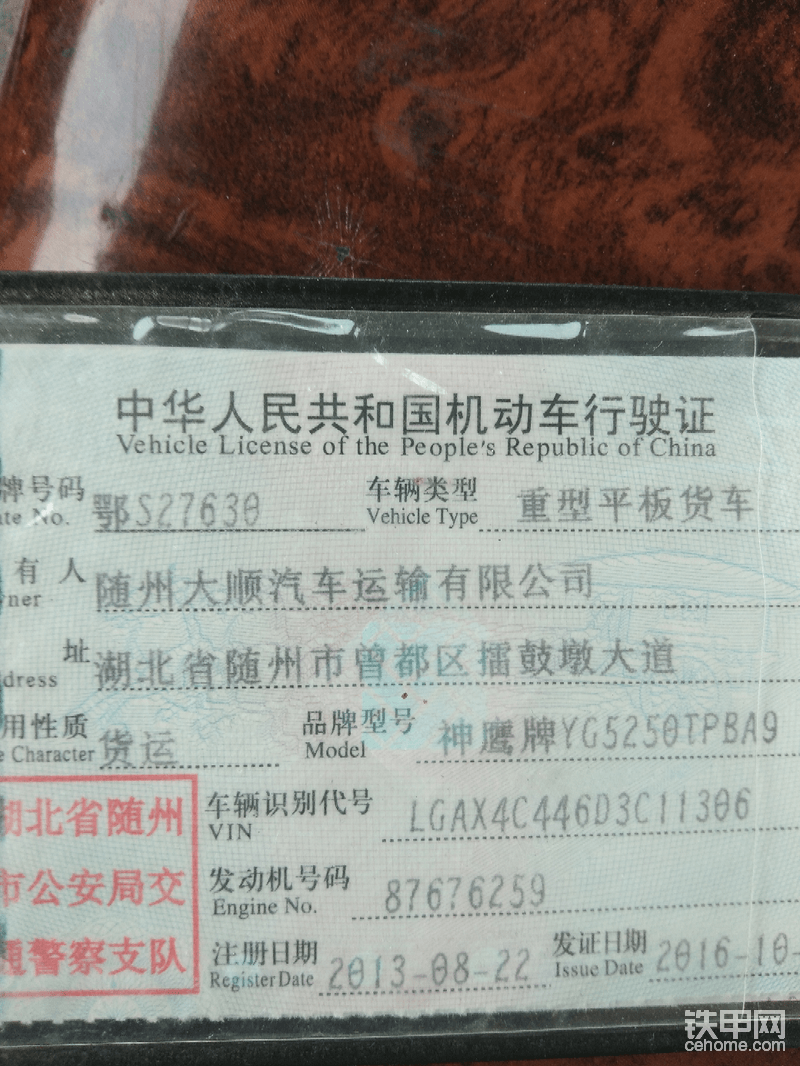 中华人民共和国机动车行驶证
Vehicle License of the People's Republic of China
牌号码 鄂S27630 车辆类型 重型平板货车
ate No. Vehicle Type
有人 随州大顺汽车运输有限公司
ner
址 湖北省随州市曾都区擂鼓墩大道
dress
用性质 货运 品牌型号 神鹰牌YG5250TPBA9
e Character Model
湖北省随州
市公安局交
通警察支队
车辆识别代号 LGAX4C446D3C11306
VIN
发动机号码 87676259
Engine No.
注册日期 2013-08-22 发证日期 2016-10-
Register Date Issue Date
铁甲网
cehome.com